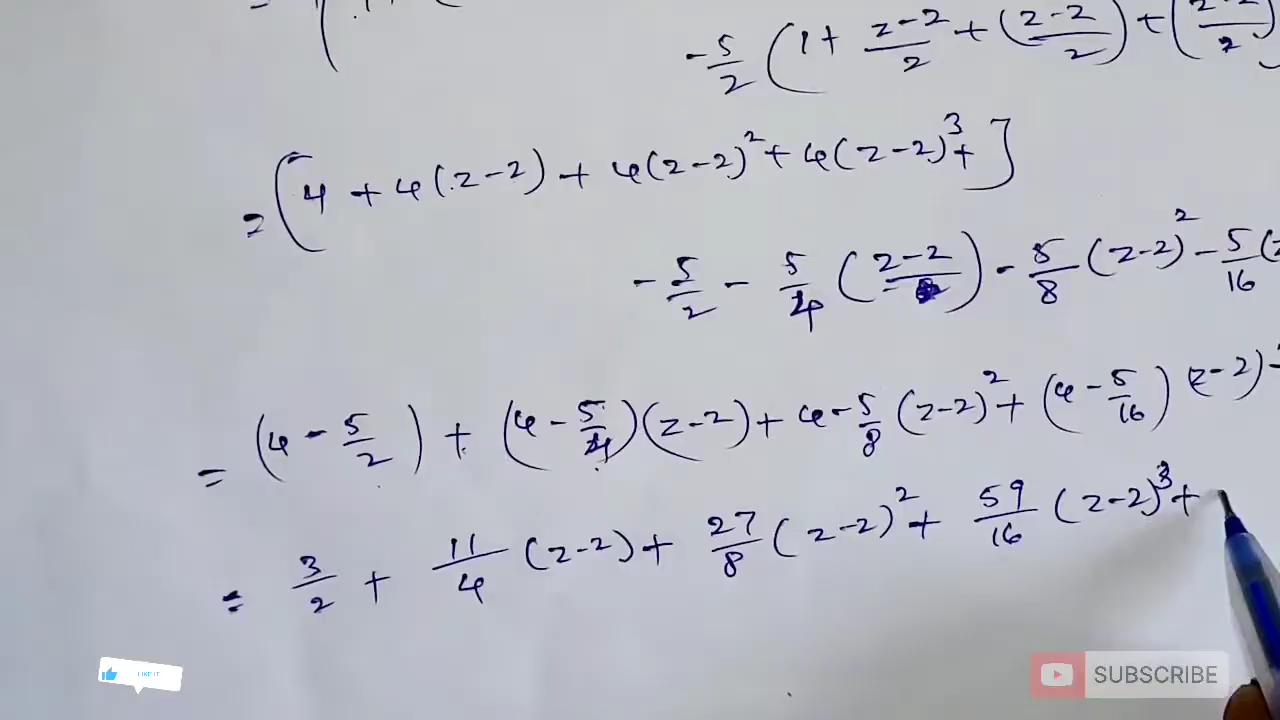 -5/2 (1 + z-2/2 + (z-2/2) + (z-2/2)
= [4 + 4(z-2) + 4(z-2)² + 4(z-2)³ + ]
- 5/2 - 5/4 (z-2) - 5/8 (z-2)² - 5/16 (z
= (4 - 5/2) + (4 - 5/4)(z-2) + 4 - 5/8 (z-2)² + (4 - 5/16) (z-2)
= 3/2 + 11/4 (z-2) + 27/8 (z-2)² + 59/16 (z-2)³ +
LIKE IT
SUBSCRIBE